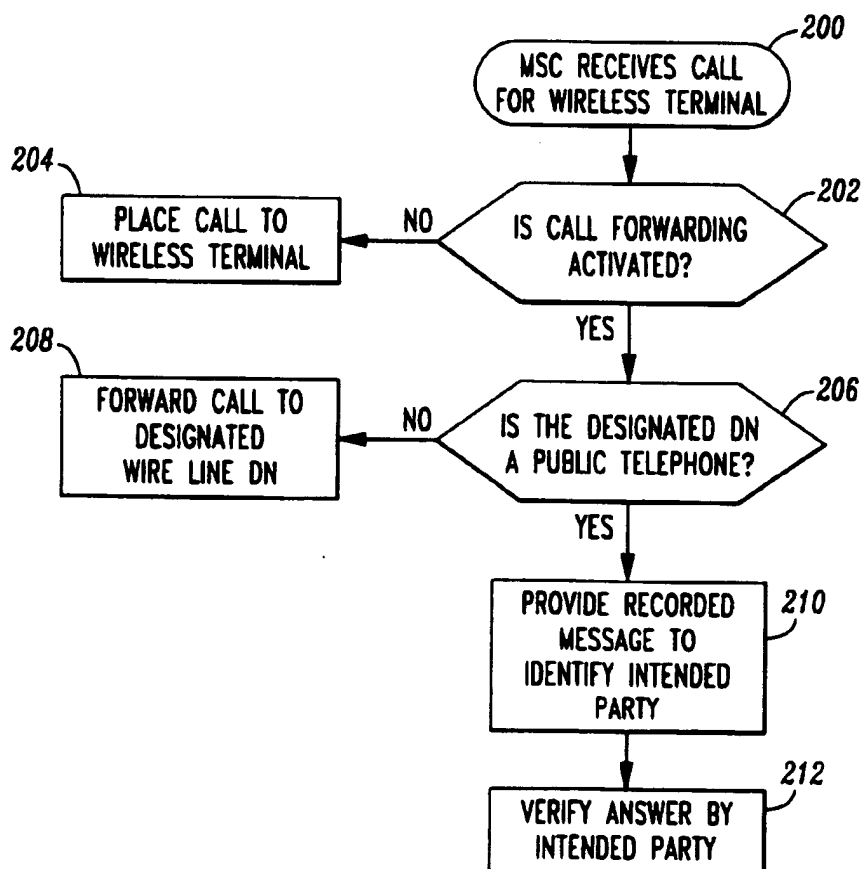 200
MSC RECEIVES CALL
FOR WIRELESS TERMINAL
204
PLACE CALL TO
WIRELESS TERMINAL
NO
202
IS CALL FORWARDING
ACTIVATED?
YES
208
FORWARD CALL TO
DESIGNATED
WIRE LINE DN
NO
206
IS THE DESIGNATED DN
A PUBLIC TELEPHONE?
YES
210
PROVIDE RECORDED
MESSAGE TO
IDENTIFY INTENDED
PARTY
212
VERIFY ANSWER BY
INTENDED PARTY